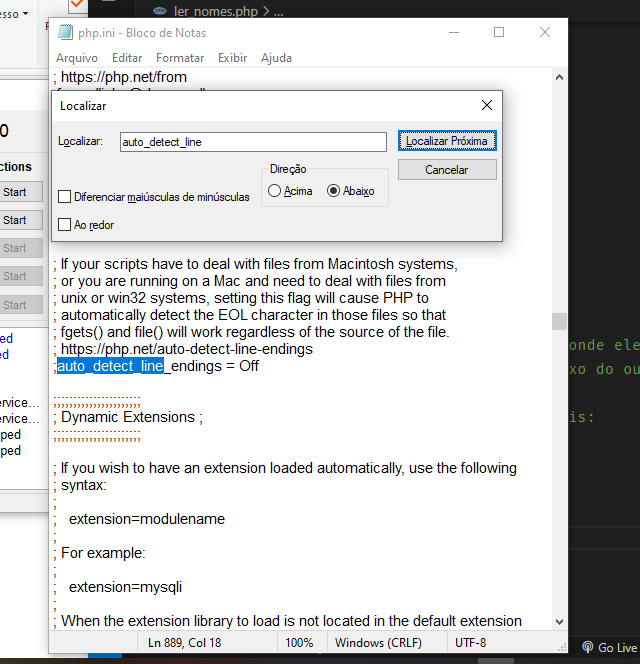 esso
ler_nomes.php > ...
php.ini - Bloco de Notas
Arquivo Editar Formatar Exibir Ajuda
; https://php.net/from
Localizar
Localizar:
auto_detect_line
Localizar Próxima
Cancelar
Direção
Acima
Abaixo
Diferenciar maiúsculas de minúsculas
Ao redor
0
ctions
Start
Start
Start
Start
Start
; If your scripts have to deal with files from Macintosh systems,
; or you are running on a Mac and need to deal with files from
; unix or win32 systems, setting this flag will cause PHP to
; automatically detect the EOL character in those files so that
; fgets() and file() will work regardless of the source of the file.
; https://php.net/auto-detect-line-endings
;auto_detect_line_endings = Off
;;;;;;;;;;;;;;;;;;;;;;
; Dynamic Extensions ;
;;;;;;;;;;;;;;;;;;;;;;
; If you wish to have an extension loaded automatically, use the following
; syntax:
;
;   extension=modulename
;
; For example:
;
;   extension=mysqli
;
; When the extension library to load is not located in the default extension
Ln 889, Col 18
100%
Windows (CRLF)
UTF-8
ed
ed
ervice...
ervice...
ped
ped
onde ele
xo do ou
is:
Go Live